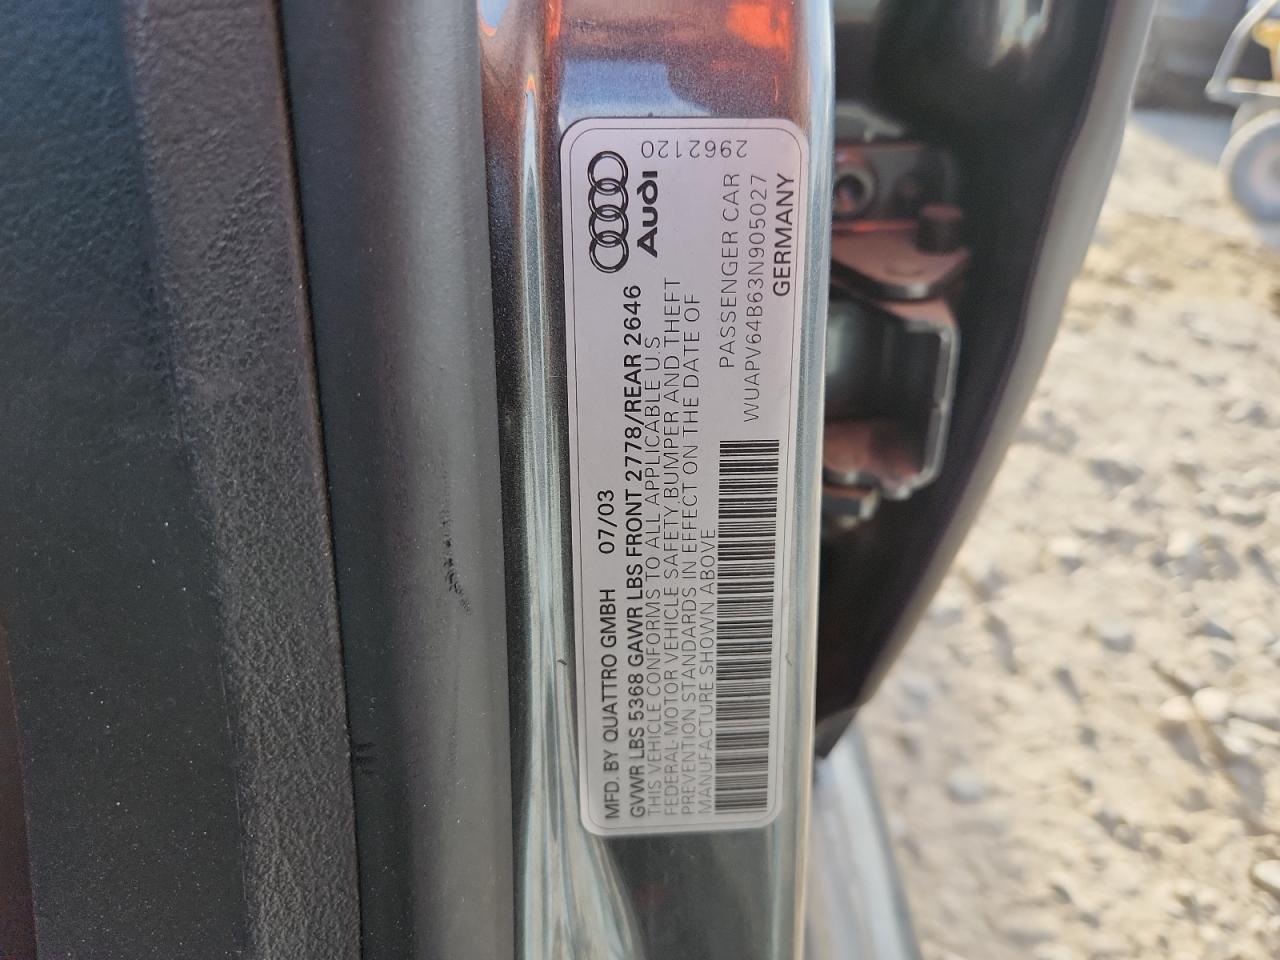 MFD. BY QUATTRO GMBH 07/03
GVWR LBS 5368 GAWR LBS FRONT 2778/REAR 2646
THIS VEHICLE CONFORMS TO ALL APPLICABLE U.S
FEDERAL MOTOR VEHICLE SAFETY,BUMPER AND THEFT
PREVENTION STANDARDS IN EFFECT ON THE DATE OF
MANUFACTURE SHOWN ABOVE
PASSENGER CAR
WUAPV64B63N905027
GERMANY
Audi
2962120